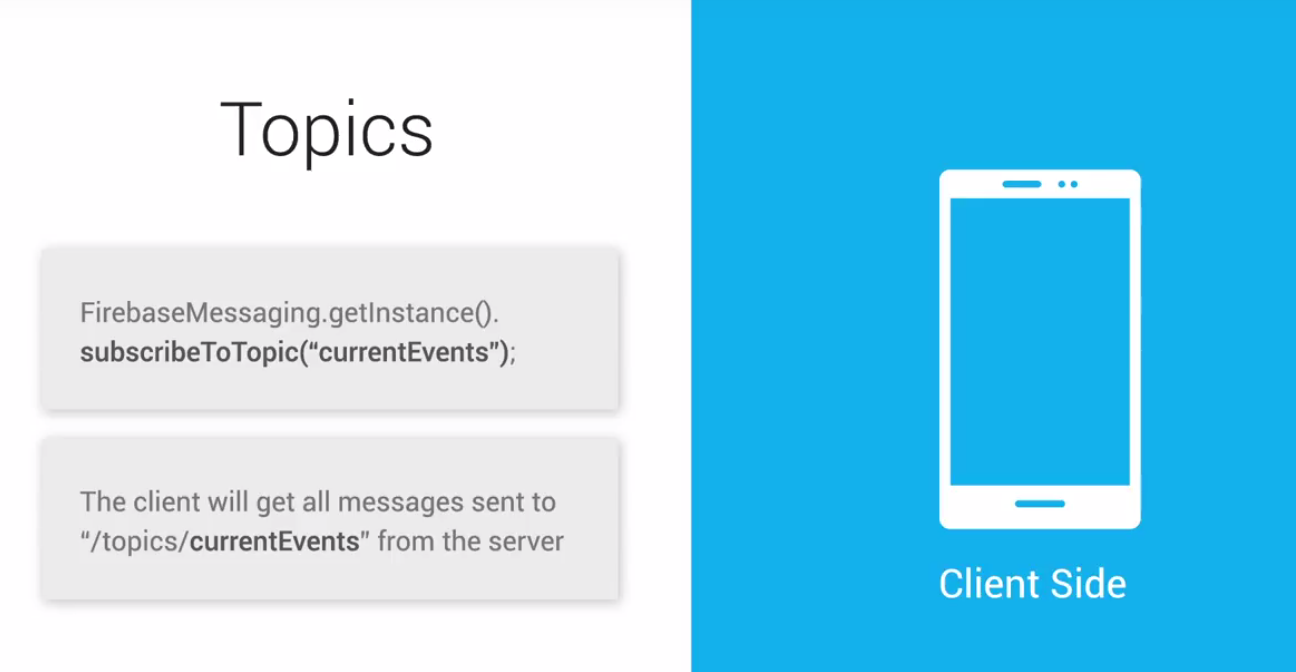 Topics
FirebaseMessaging.getInstance().
subscribeToTopic(“currentEvents”);
The client will get all messages sent to
“/topics/currentEvents” from the server
Client Side